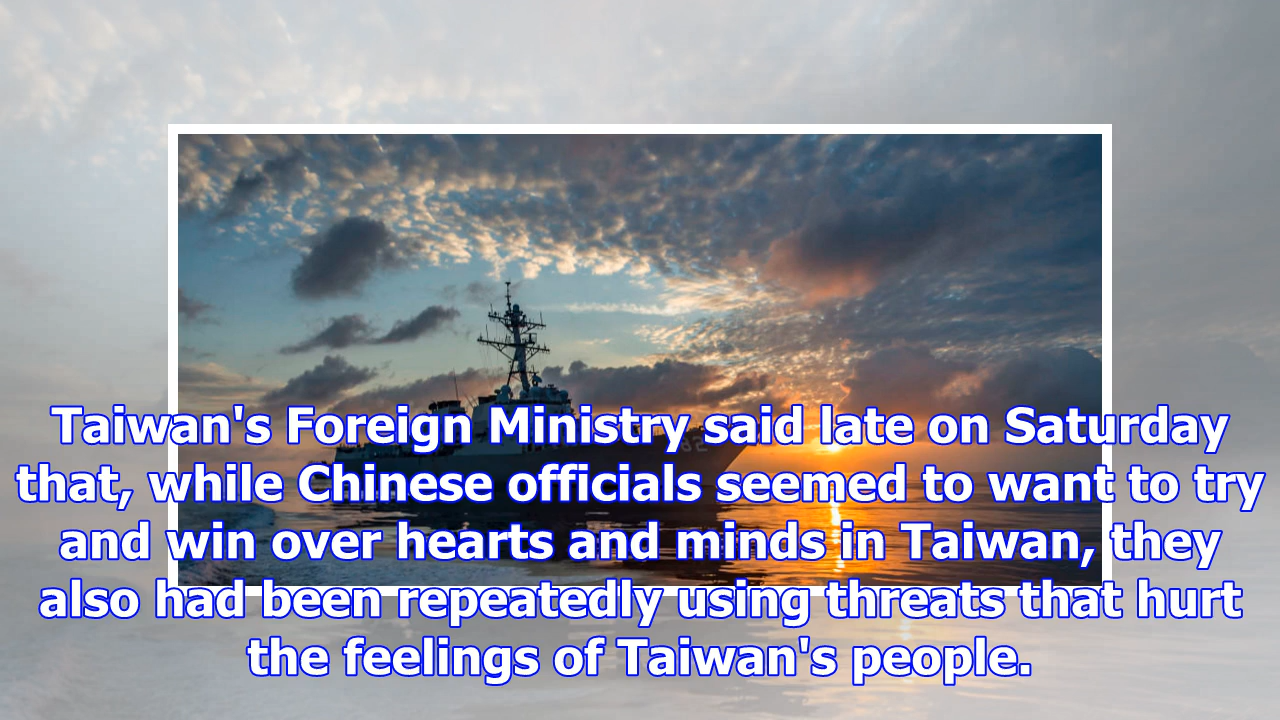 Taiwan's Foreign Ministry said late on Saturday
that, while Chinese officials seemed to want to try
and win over hearts and minds in Taiwan, they
also had been repeatedly using threats that hurt
the feelings of Taiwan's people.